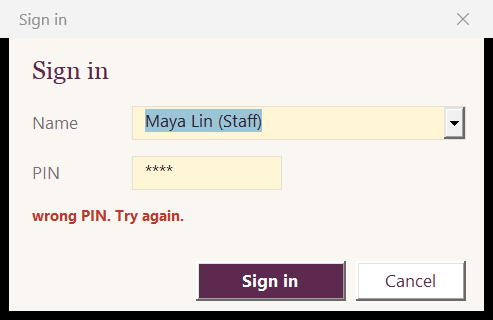 Sign in
Sign in
Name
Maya Lin (Staff)
PIN
****
wrong PIN. Try again.
Sign in
Cancel